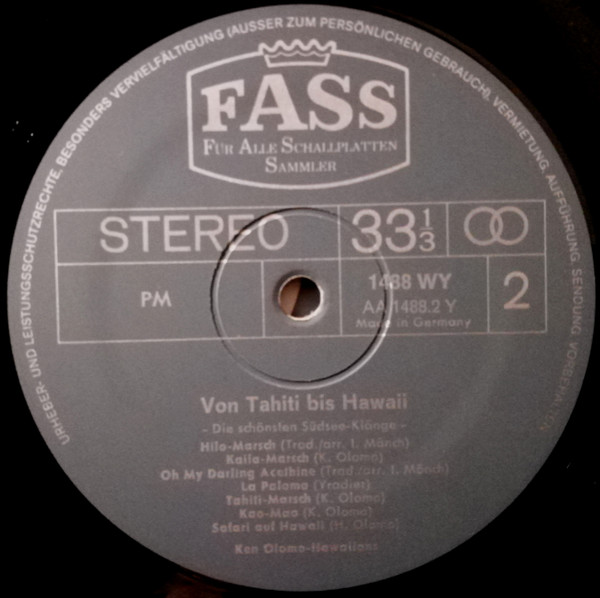 URHEBER- UND LEISTUNGSSCHUTZRECHTE, BESONDERS VERVIELFÄLTIGUNG (AUSSER ZUM PERSÖNLICHEN GEBRAUCH), VERMIETUNG, AUFFÜHRUNG, SENDUNG, VORBEHALTEN
FASS
FÜR ALLE SCHALLPLATTEN
SAMMLER
STEREO
33 1/3
PM
1488 WY
AA 1488.2 Y
Made in Germany
2
Von Tahiti bis Hawaii
- Die schönsten Südsee-Klänge -
Hilo-Marsch (Trad./arr. I. Mönch)
Kaila-Marsch (K. Olomo)
Oh My Darling Acelhine (Trad./arr. I. Mönch)
La Paloma (Yradier)
Tahiti-Marsch (K. Olomo)
Kao-Mao (K. Olomo)
Safari auf Hawaii (H. Olomo)
Ken Olomo-Hawaiians